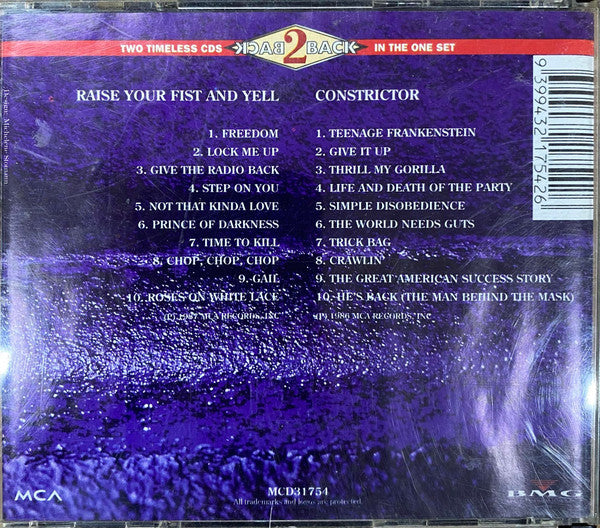 TWO TIMELESS CDS BACK 2 BACK IN THE ONE SET
RAISE YOUR FIST AND YELL
1. FREEDOM
2. LOCK ME UP
3. GIVE THE RADIO BACK
4. STEP ON YOU
5. NOT THAT KINDA LOVE
6. PRINCE OF DARKNESS
7. TIME TO KILL
8. CHOP, CHOP, CHOP
9. GAIL
10. ROSES ON WHITE LACE
(P) 1987 MCA RECORDS, INC
CONSTRICTOR
1. TEENAGE FRANKENSTEIN
2. GIVE IT UP
3. THRILL MY GORILLA
4. LIFE AND DEATH OF THE PARTY
5. SIMPLE DISOBEDIENCE
6. THE WORLD NEEDS GUTS
7. TRICK BAG
8. CRAWLIN'
9. THE GREAT AMERICAN SUCCESS STORY
10. HE'S BACK (THE MAN BEHIND THE MASK)
(P) 1986 MCA RECORDS, INC
9 399432 175426
Design: Michelene
MCA
MCD31754
All trademarks and logos are protected.
BMG